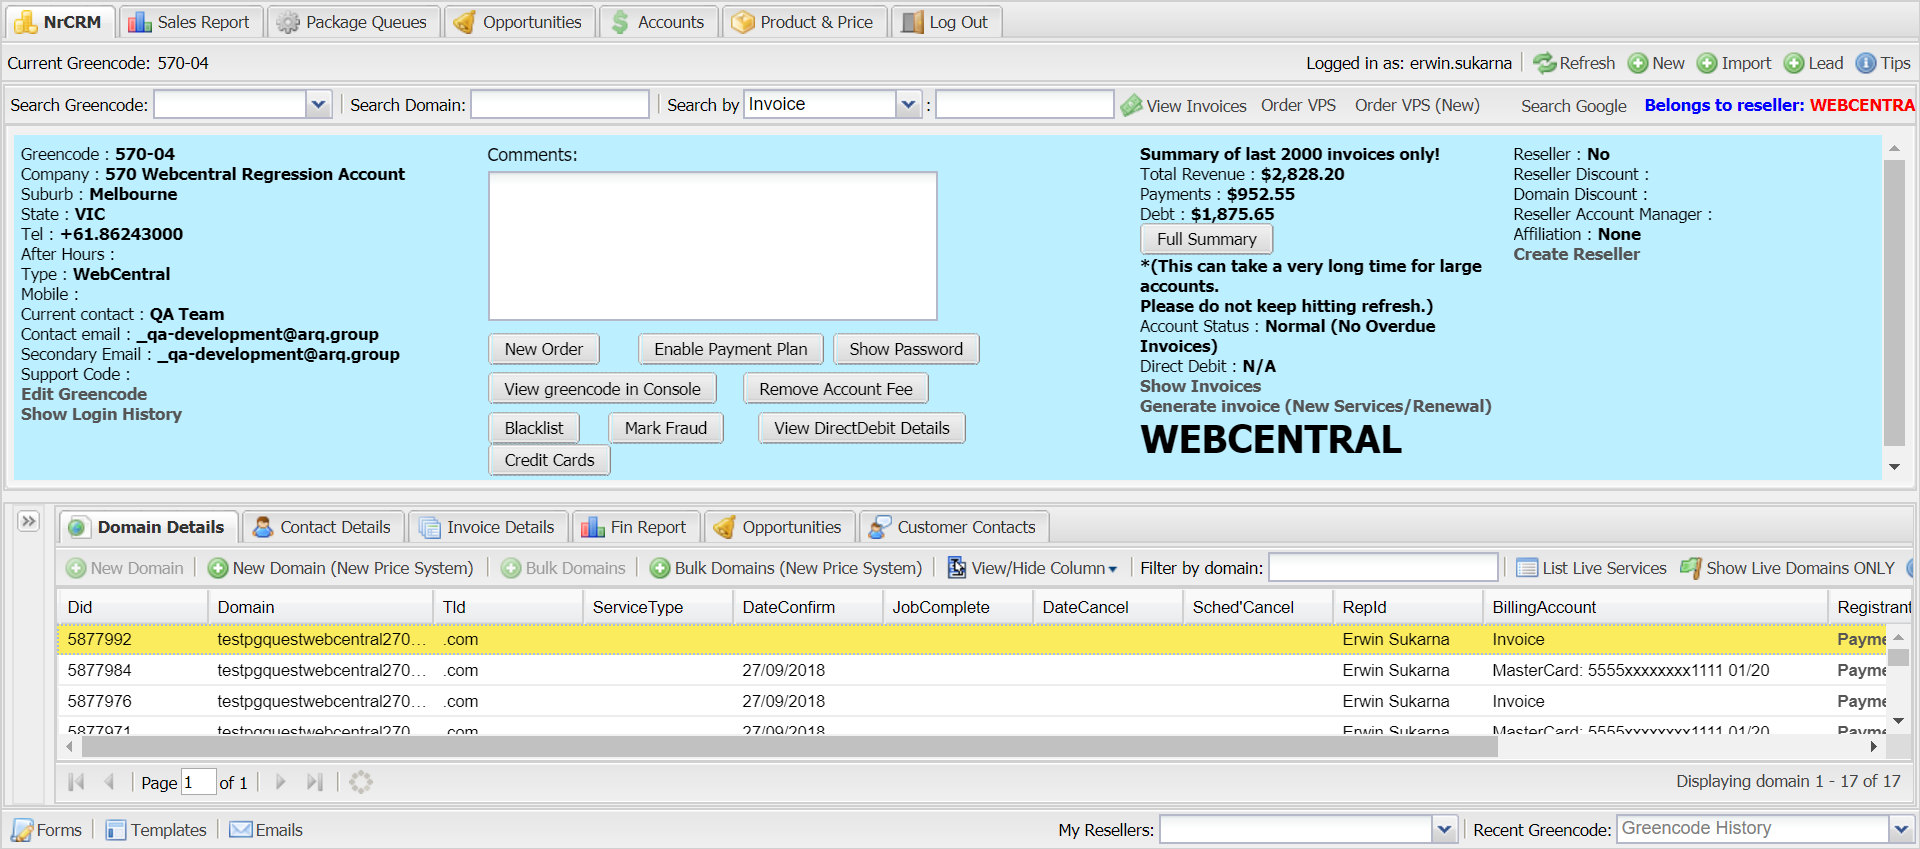 NrCRM Sales Report Package Queues Opportunities Accounts Product & Price Log Out
Current Greencode: 570-04 Logged in as: erwin.sukarna Refresh New Import Lead Tips
Search Greencode: Search Domain: Search by Invoice : View Invoices Order VPS Order VPS (New) Search Google Belongs to reseller: WEBCENTRA
Greencode : 570-04
Company : 570 Webcentral Regression Account
Suburb : Melbourne
State : VIC
Tel : +61.86243000
After Hours :
Type : WebCentral
Mobile :
Current contact : QA Team
Contact email : _qa-development@arq.group
Secondary Email : _qa-development@arq.group
Support Code :
Edit Greencode
Show Login History
Comments:
New Order Enable Payment Plan Show Password
View greencode in Console Remove Account Fee
Blacklist Mark Fraud View DirectDebit Details
Credit Cards
Summary of last 2000 invoices only!
Total Revenue : $2,828.20
Payments : $952.55
Debt : $1,875.65
Full Summary
*(This can take a very long time for large
accounts.
Please do not keep hitting refresh.)
Account Status : Normal (No Overdue
Invoices)
Direct Debit : N/A
Show Invoices
Generate invoice (New Services/Renewal)
WEBCENTRAL
Reseller : No
Reseller Discount :
Domain Discount :
Reseller Account Manager :
Affiliation : None
Create Reseller
Domain Details Contact Details Invoice Details Fin Report Opportunities Customer Contacts
New Domain New Domain (New Price System) Bulk Domains Bulk Domains (New Price System) View/Hide Column Filter by domain: List Live Services Show Live Domains ONLY
Did Domain Tld ServiceType DateConfirm JobComplete DateCancel Sched'Cancel RepId BillingAccount Registrant
5877992 testpgquestwebcentral270... .com Erwin Sukarna Invoice Payme
5877984 testpgquestwebcentral270... .com 27/09/2018 Erwin Sukarna MasterCard: 5555xxxxxxxx1111 01/20 Payme
5877976 testpgquestwebcentral270... .com 27/09/2018 Erwin Sukarna Invoice Payme
5877971 testpgquestwebcentral270... .com 27/09/2018 Erwin Sukarna MasterCard: 5555xxxxxxxx1111 01/20 Payme
Page 1 of 1 Displaying domain 1 - 17 of 17
Forms Templates Emails My Resellers: Recent Greencode: Greencode History